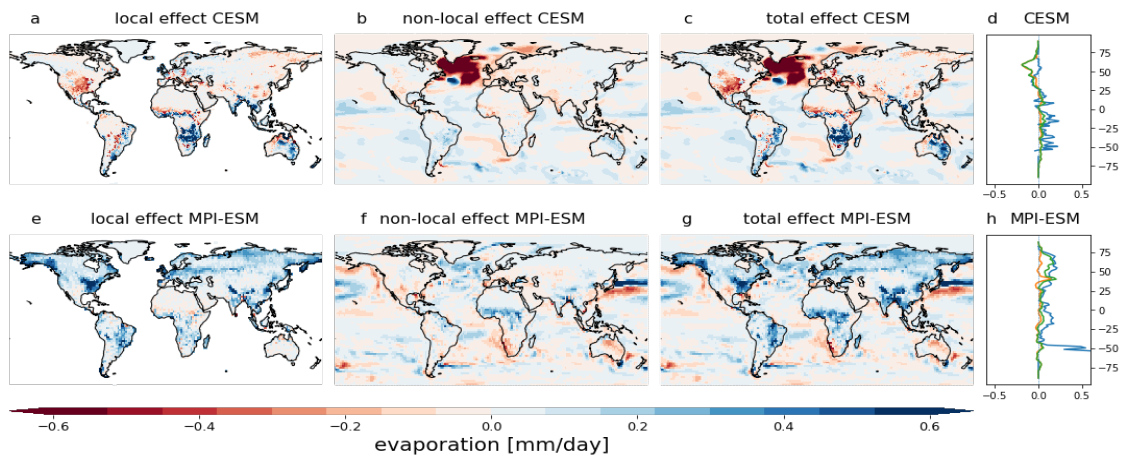 a local effect CESM
b non-local effect CESM
c total effect CESM
d CESM
75
50
25
0
−25
−50
−75
−0.5 0.0 0.5
e local effect MPI-ESM
f non-local effect MPI-ESM
g total effect MPI-ESM
h MPI-ESM
75
50
25
0
−25
−50
−75
−0.5 0.0 0.5
−0.6 −0.4 −0.2 0.0 0.2 0.4 0.6
evaporation [mm/day]